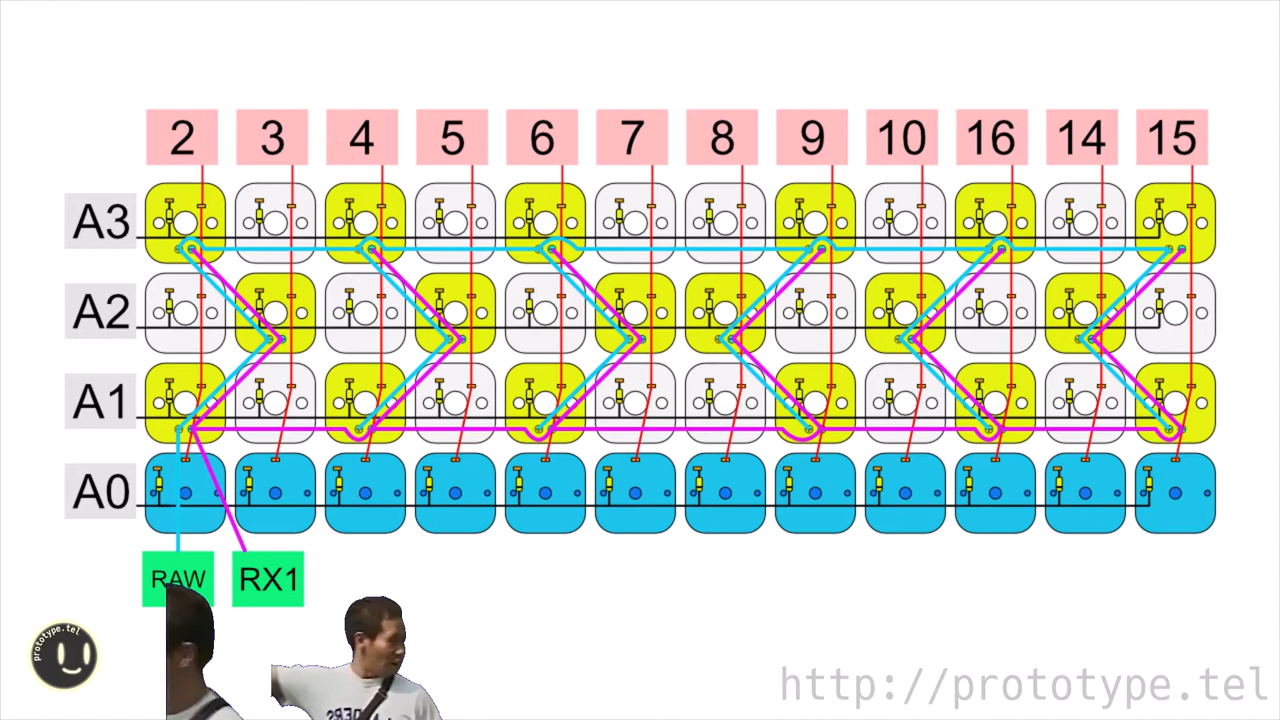 2 3 4 5 6 7 8 9 10 16 14 15
A3
A2
A1
A0
RAW RX1
prototype.tel
http://prototype.tel